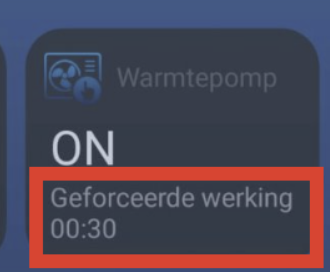 Warmtepomp
ON
Geforceerde werking
00:30